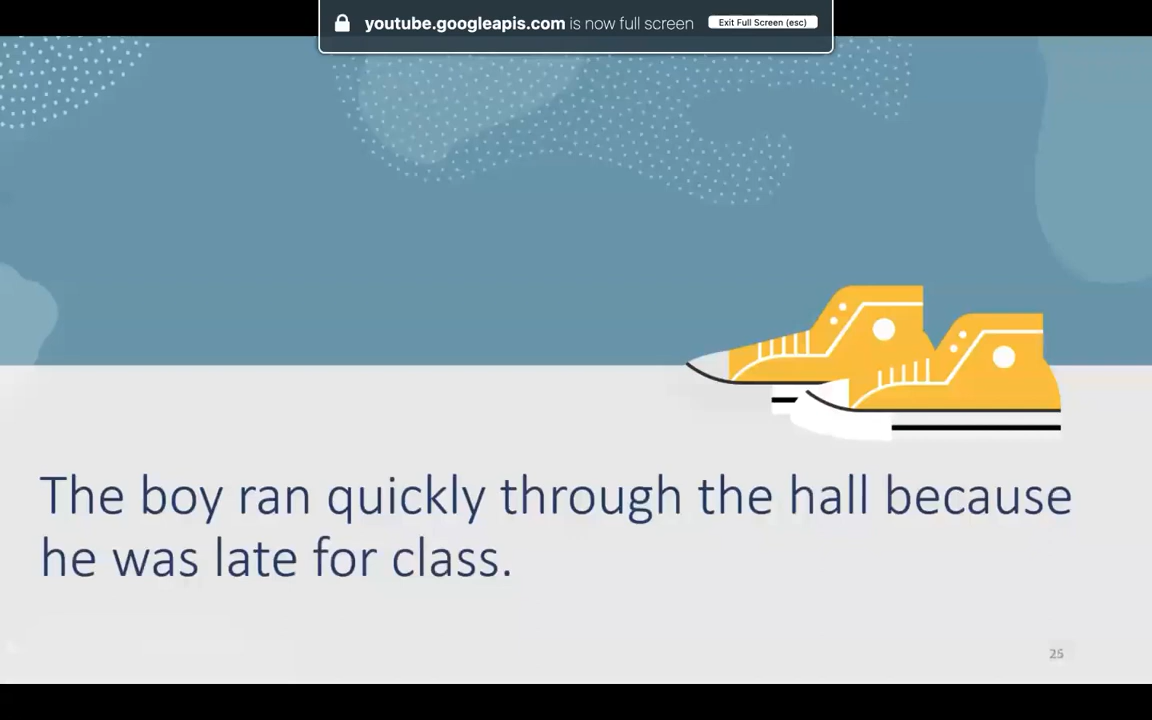 youtube.googleapis.com is now full screen Exit Full Screen (esc)
The boy ran quickly through the hall because
he was late for class.
25